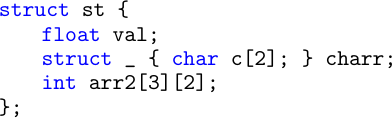 struct st {
    float val;
    struct _ { char c[2]; } charr;
    int arr2[3][2];
};